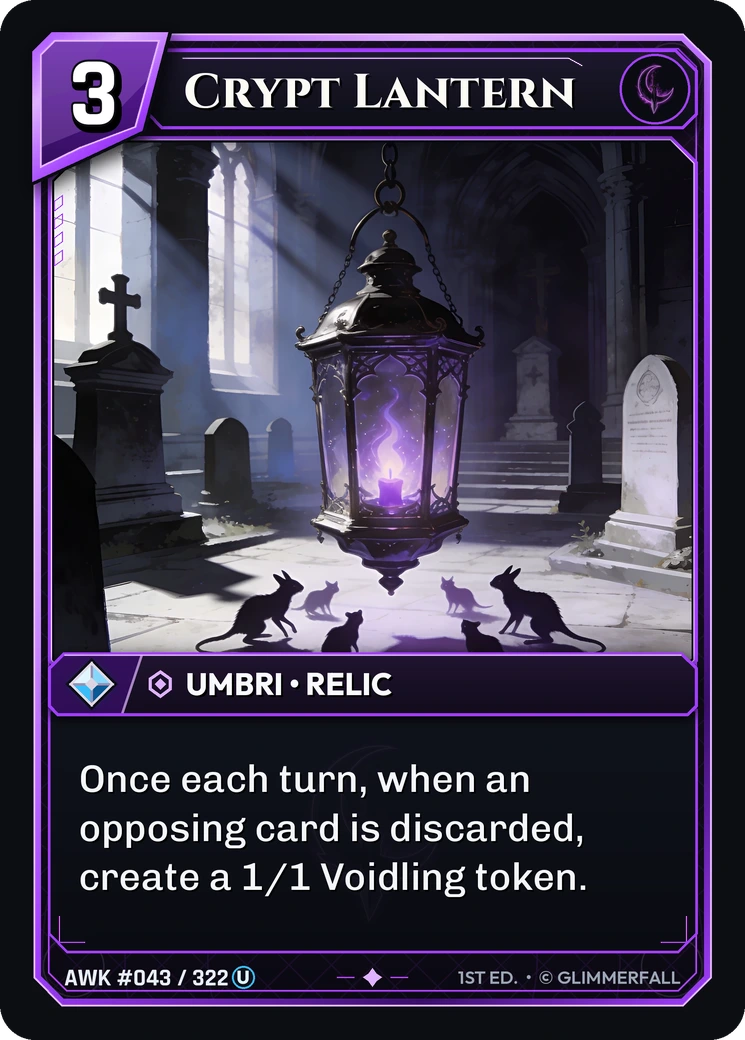 3
CRYPT LANTERN
UMBRI • RELIC
Once each turn, when an
opposing card is discarded,
create a 1/1 Voidling token.
AWK #043 / 322 U
1ST ED. • © GLIMMERFALL